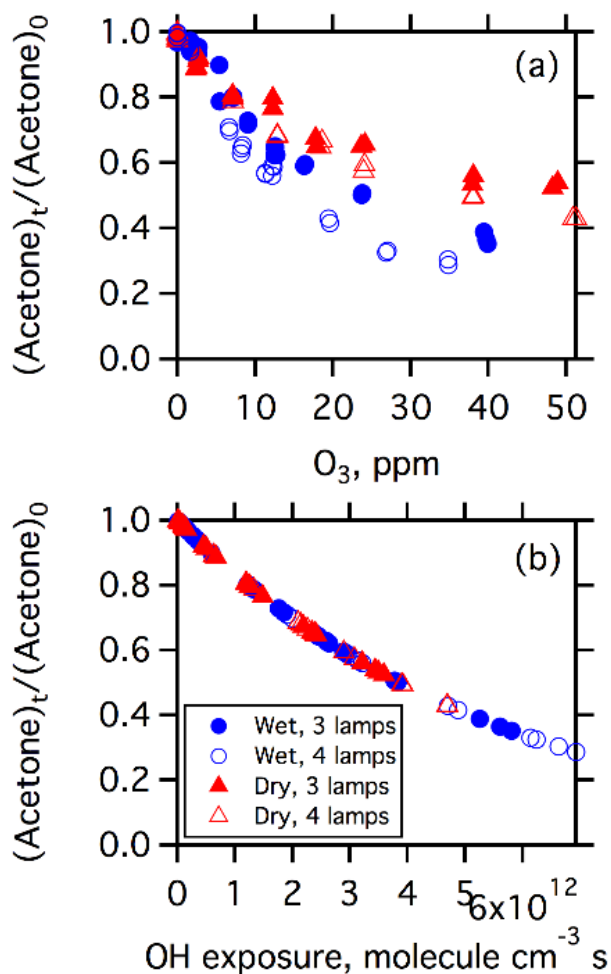 (a)
(Acetone)t/(Acetone)0
1.0
0.8
0.6
0.4
0.2
0.0
0 10 20 30 40 50
O3, ppm
(b)
(Acetone)t/(Acetone)0
1.0
0.8
0.6
0.4
0.2
0.0
Wet, 3 lamps
Wet, 4 lamps
Dry, 3 lamps
Dry, 4 lamps
0 1 2 3 4 5 6x10^12
OH exposure, molecule cm^-3 s